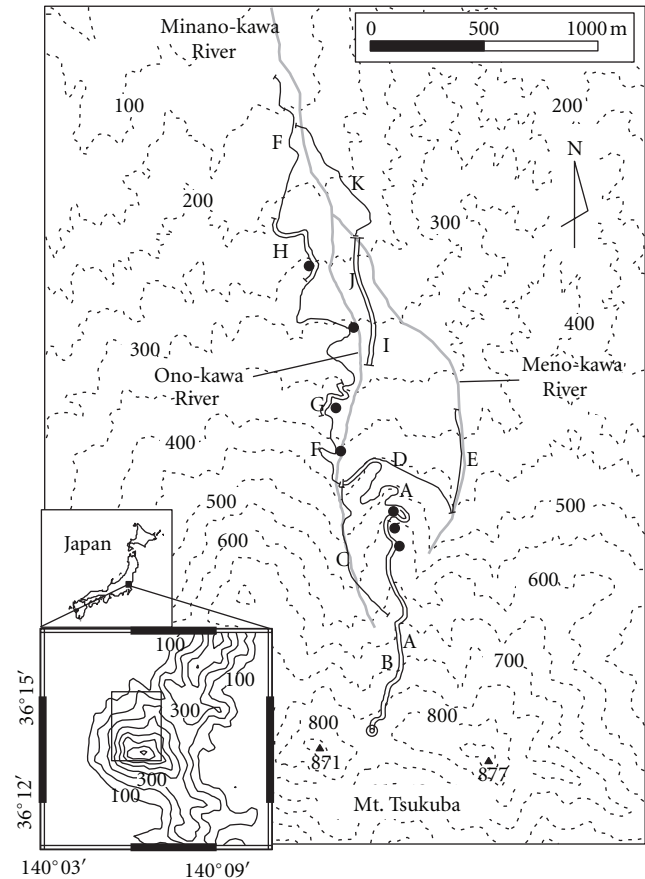 Minano-kawa
River
0 500 1000 m
100
200
N
F
K
200
300
H
J
400
300
I
Ono-kawa
River
Meno-kawa
River
G
400
F
D
E
A
500
500
Japan
600
C
600
A
B
700
100
100
300
800
800
871
877
300
100
Mt. Tsukuba
36°15′
36°12′
140°03′
140°09′